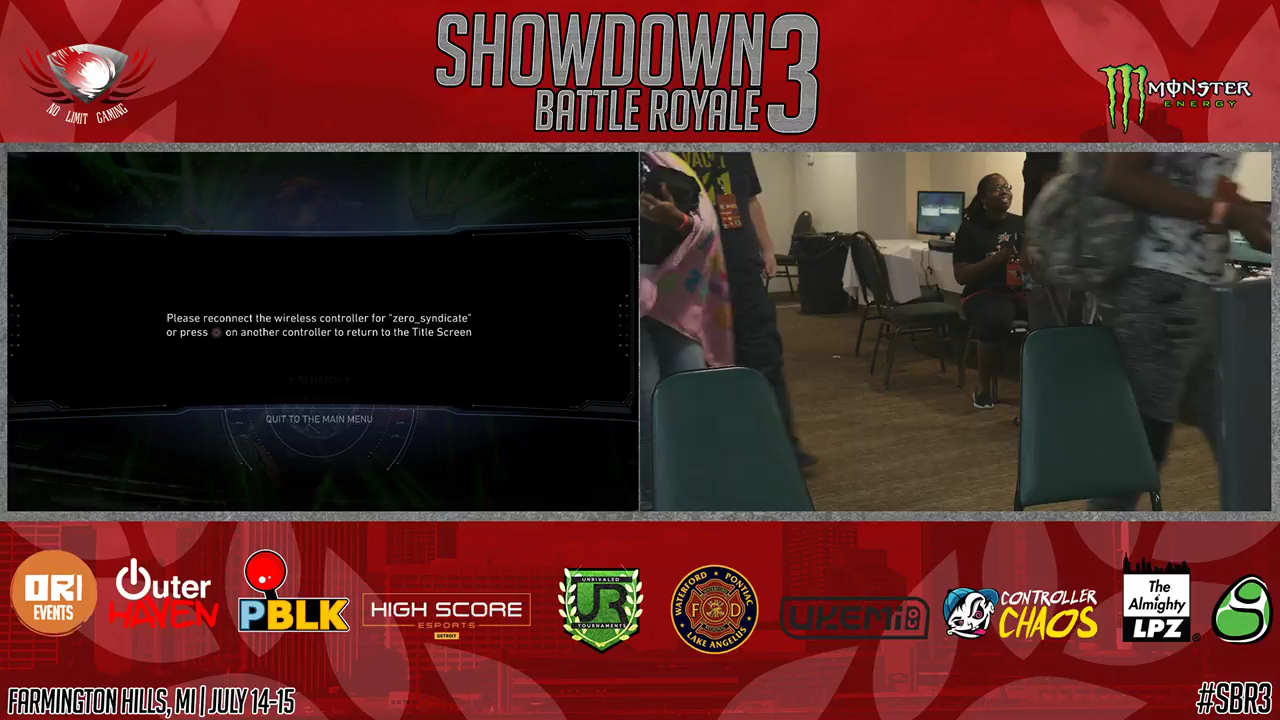 SHOWDOWN 3
BATTLE ROYALE
NO LIMIT GAMING
MONSTER
ENERGY
Please reconnect the wireless controller for "zero_syndicate"
or press on another controller to return to the Title Screen
REMATCH
QUIT TO THE MAIN MENU
ORI
EVENTS
Outer
HAVEN
PBLK
HIGH SCORE
ESPORTS
DETROIT
UNRIVALED
UR
TOURNAMENTS
WATERFORD PONTIAC
F D
LAKE ANGELUS
UKEMI
CONTROLLER
CHAOS
The
Almighty
LPZ
FARMINGTON HILLS, MI | JULY 14-15
#SBR3